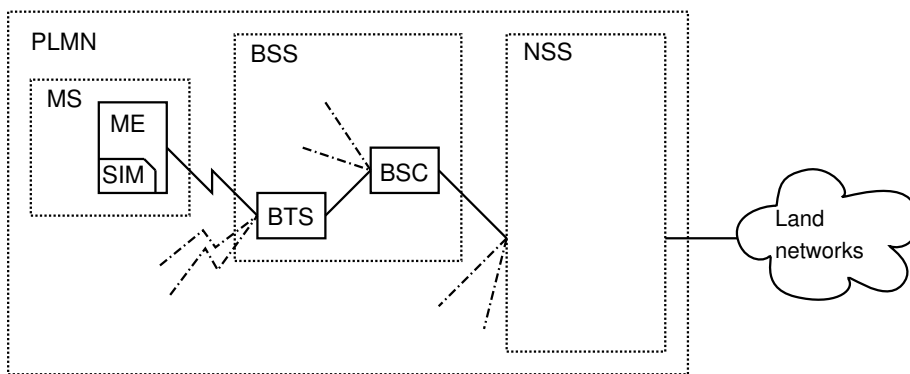 PLMN
MS
ME
SIM
BSS
BTS
BSC
NSS
Land
networks